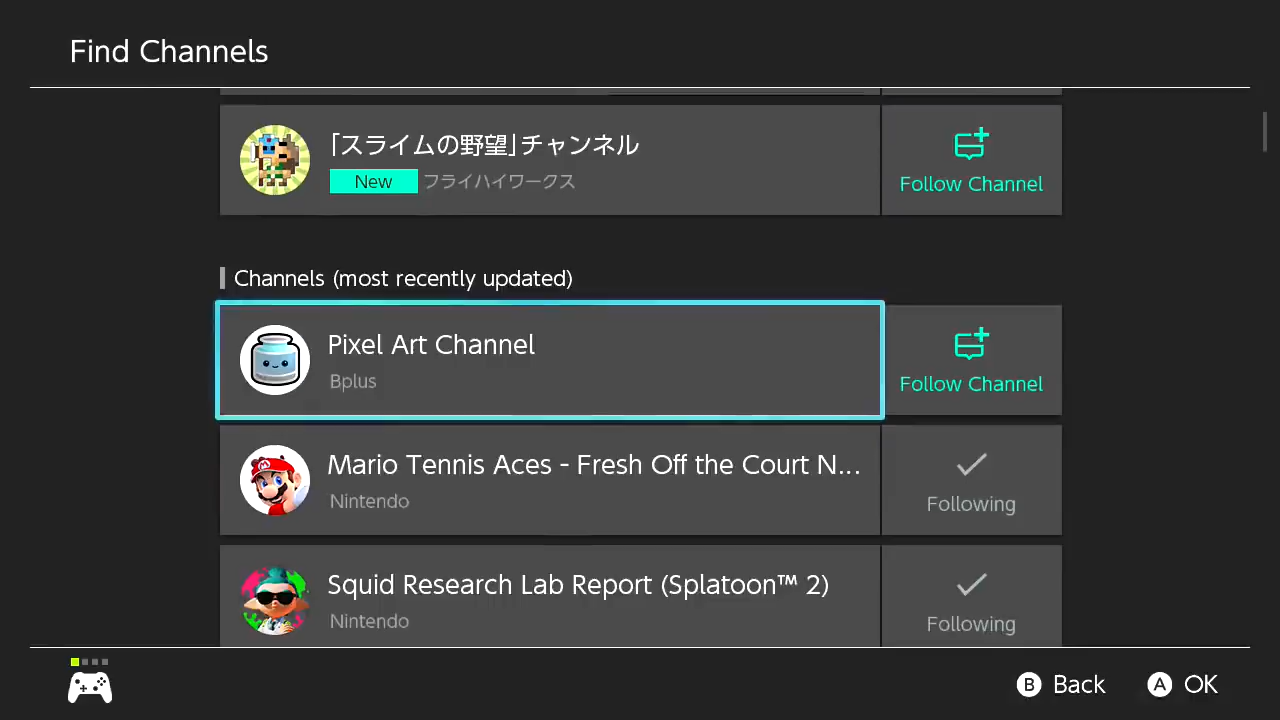 Find Channels
「スライムの野望」チャンネル
New フライハイワークス
Follow Channel
Channels (most recently updated)
Pixel Art Channel
Bplus
Follow Channel
Mario Tennis Aces - Fresh Off the Court N...
Nintendo
Following
Squid Research Lab Report (Splatoon™ 2)
Nintendo
Following
B Back A OK